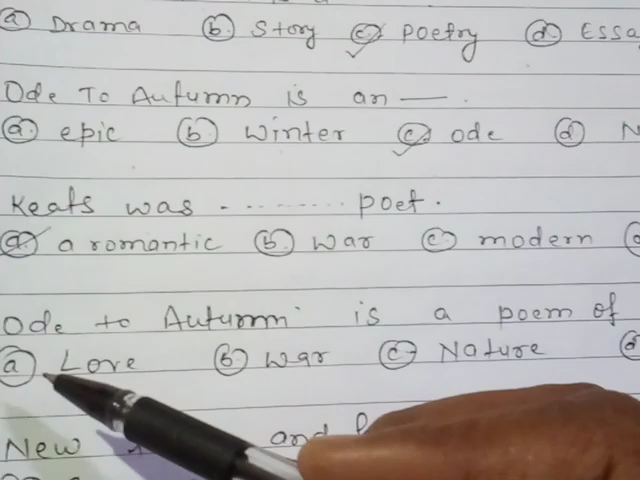 (a) Drama (b) Story (c) Poetry (d) Essa
Ode To Autumn is an —.
(a) epic (b) winter (c) ode (d) N
Keats was ......... poet.
(a) a romantic (b) war (c) modern
Ode to Autumn is a poem of
(a) Love (b) war (c) Nature (d)
New and